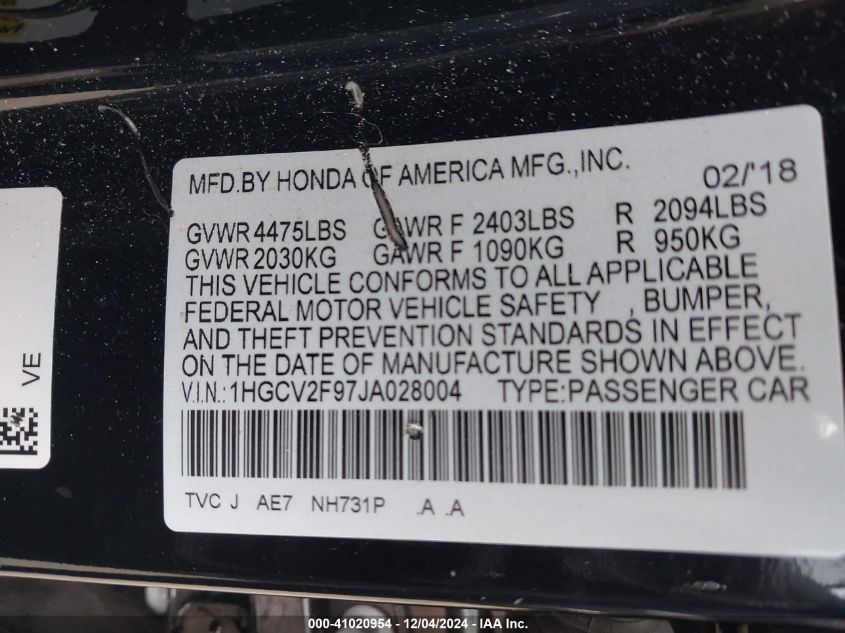 MFD.BY HONDA OF AMERICA MFG.,INC. 02/'18
GVWR 4475LBS GAWR F 2403LBS R 2094LBS
GVWR 2030KG GAWR F 1090KG R 950KG
THIS VEHICLE CONFORMS TO ALL APPLICABLE
FEDERAL MOTOR VEHICLE SAFETY , BUMPER,
AND THEFT PREVENTION STANDARDS IN EFFECT
ON THE DATE OF MANUFACTURE SHOWN ABOVE.
V.I.N.:1HGCV2F97JA028004 TYPE:PASSENGER CAR
TVC J AE7 NH731P .A .A
VE
000-41020954 - 12/04/2024 - IAA Inc.